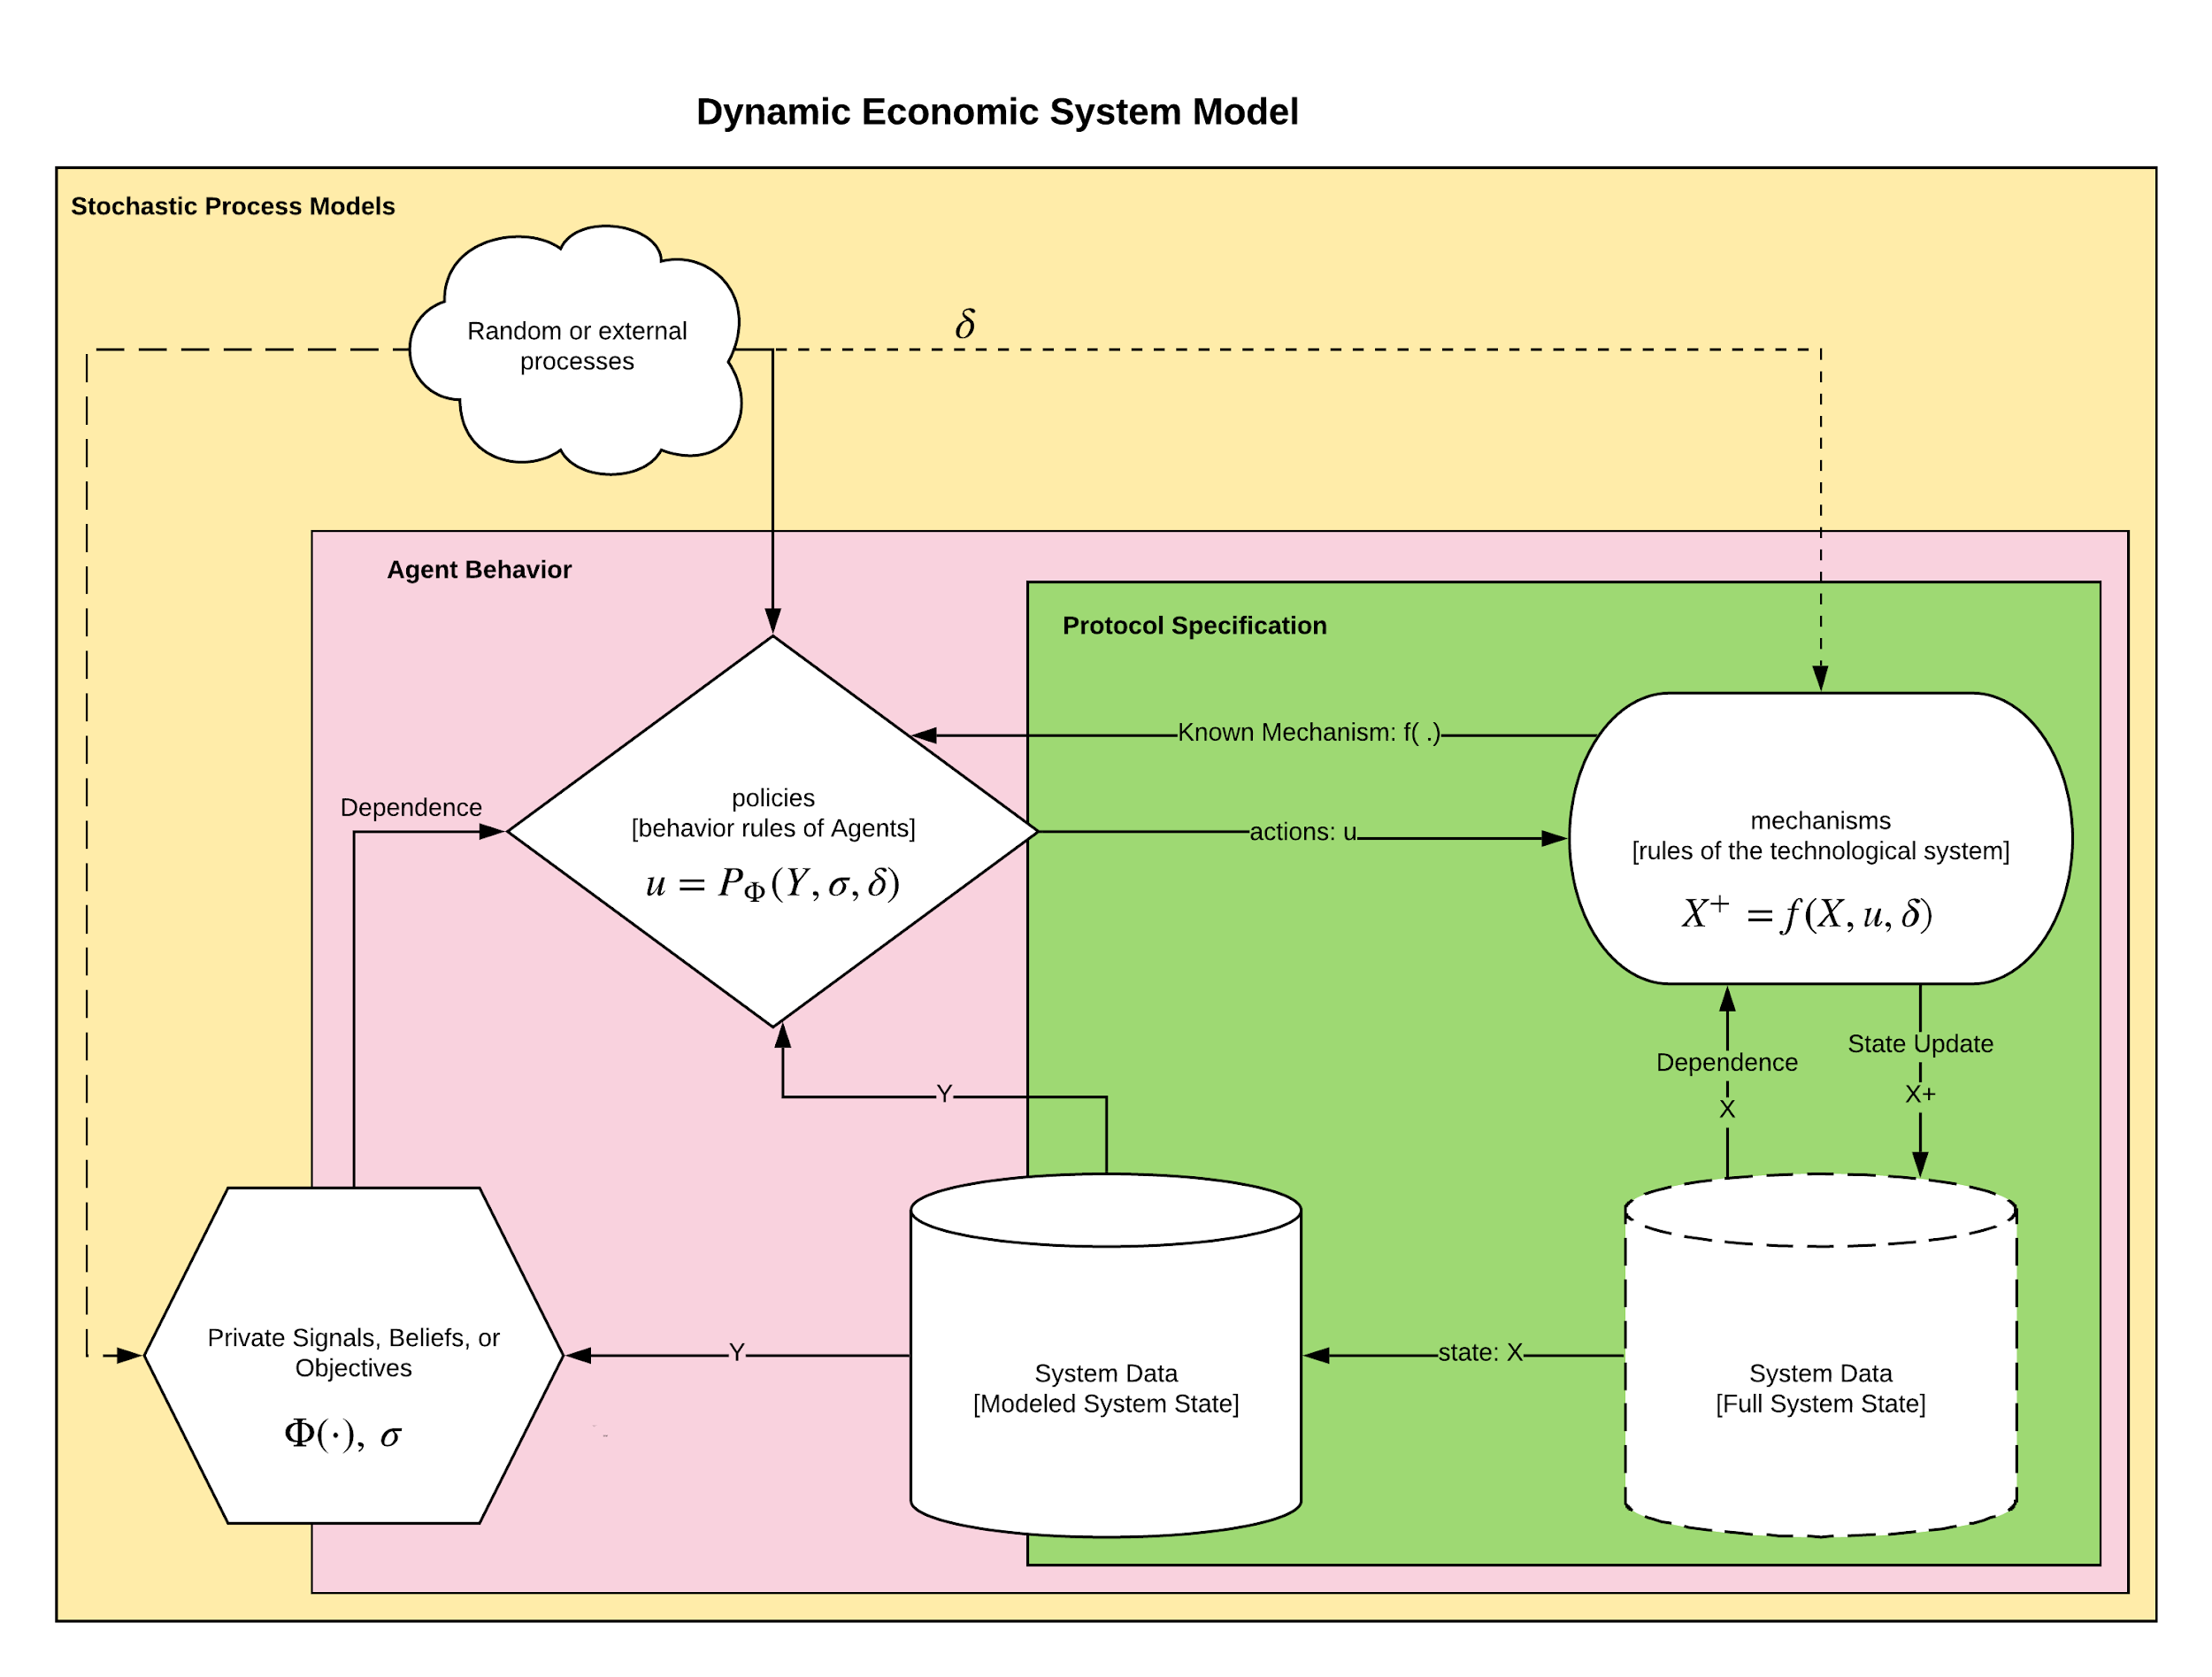 Dynamic Economic System Model
Stochastic Process Models
Random or external
processes
δ
Agent Behavior
Protocol Specification
Known Mechanism: f( .)
Dependence
policies
[behavior rules of Agents]
u = P_Φ(Y, σ, δ)
actions: u
mechanisms
[rules of the technological system]
X⁺ = f(X, u, δ)
Dependence
X
State Update
X+
Y
Private Signals, Beliefs, or
Objectives
Φ(·), σ
Y
System Data
[Modeled System State]
state: X
System Data
[Full System State]